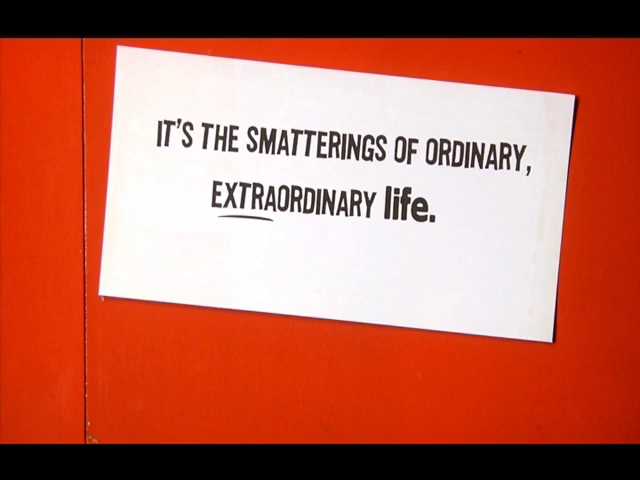 IT'S THE SMATTERINGS OF ORDINARY,
EXTRAORDINARY life.